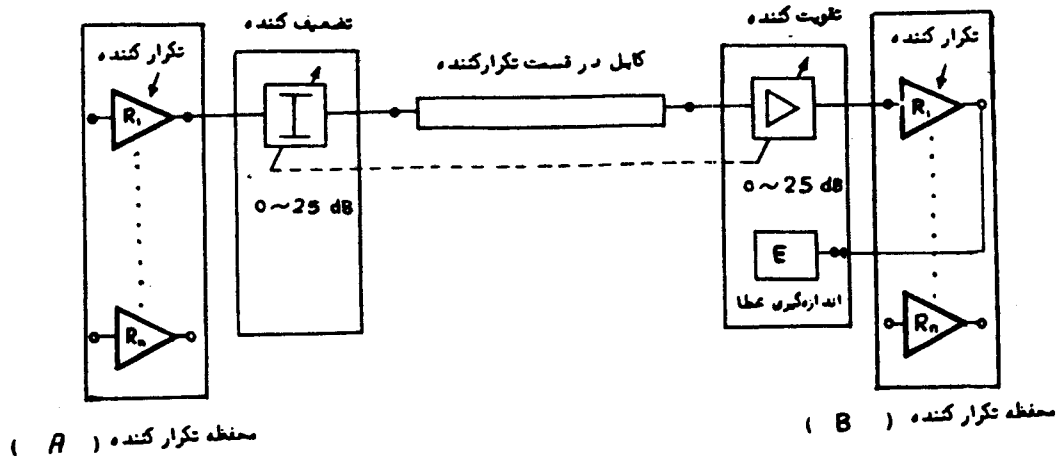 تضعیف کننده
تقویت کننده
تکرار کننده
کابل در قسمت تکرارکننده
تکرار کننده
R₁
R₁
0 ~ 25 dB
0 ~ 25 dB
E
اندازه‌گیری عطا
Rₙ
Rₙ
محفظه تکرار کننده ( A )
محفظه تکرار کننده ( B )